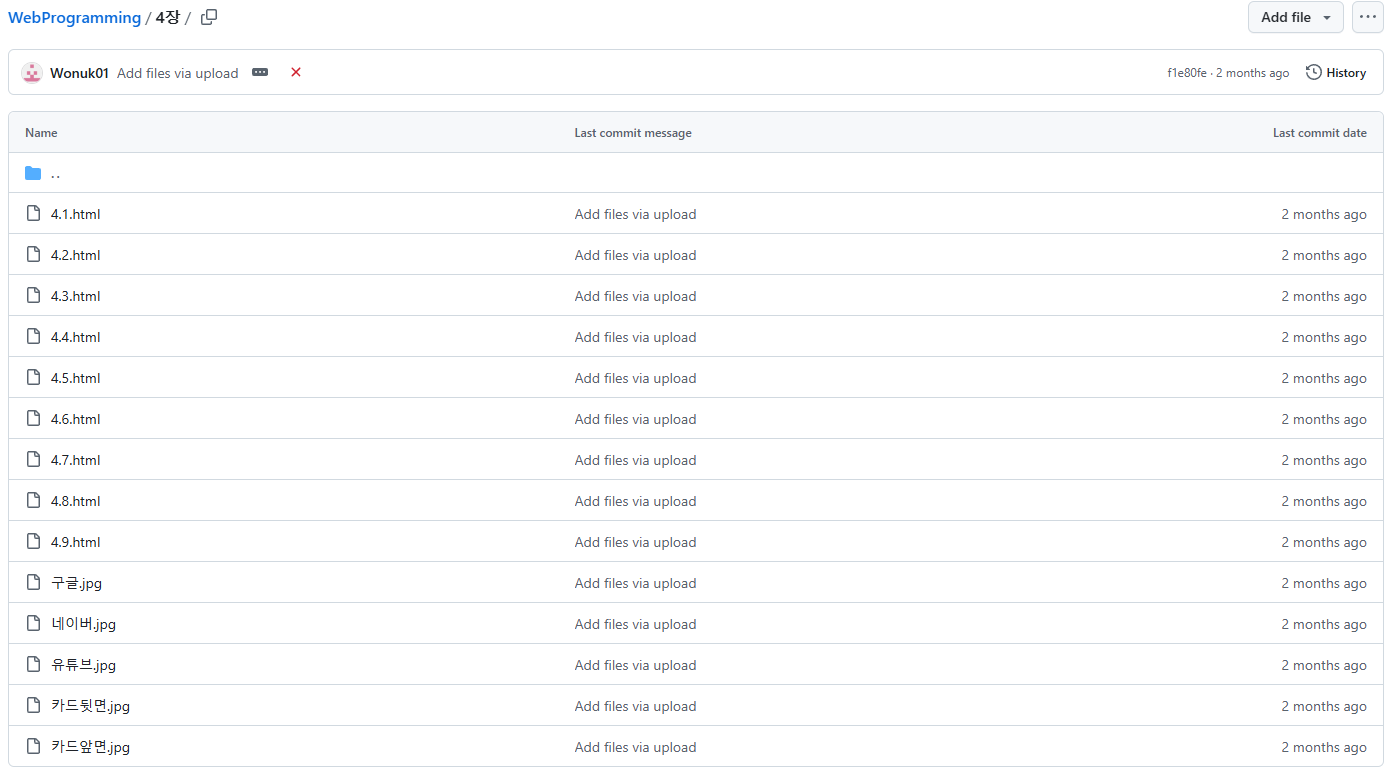 WebProgramming / 4장 /
Add file
Wonuk01 Add files via upload
f1e80fe · 2 months ago
History
Name Last commit message Last commit date
..
4.1.html Add files via upload 2 months ago
4.2.html Add files via upload 2 months ago
4.3.html Add files via upload 2 months ago
4.4.html Add files via upload 2 months ago
4.5.html Add files via upload 2 months ago
4.6.html Add files via upload 2 months ago
4.7.html Add files via upload 2 months ago
4.8.html Add files via upload 2 months ago
4.9.html Add files via upload 2 months ago
구글.jpg Add files via upload 2 months ago
네이버.jpg Add files via upload 2 months ago
유튜브.jpg Add files via upload 2 months ago
카드뒷면.jpg Add files via upload 2 months ago
카드앞면.jpg Add files via upload 2 months ago